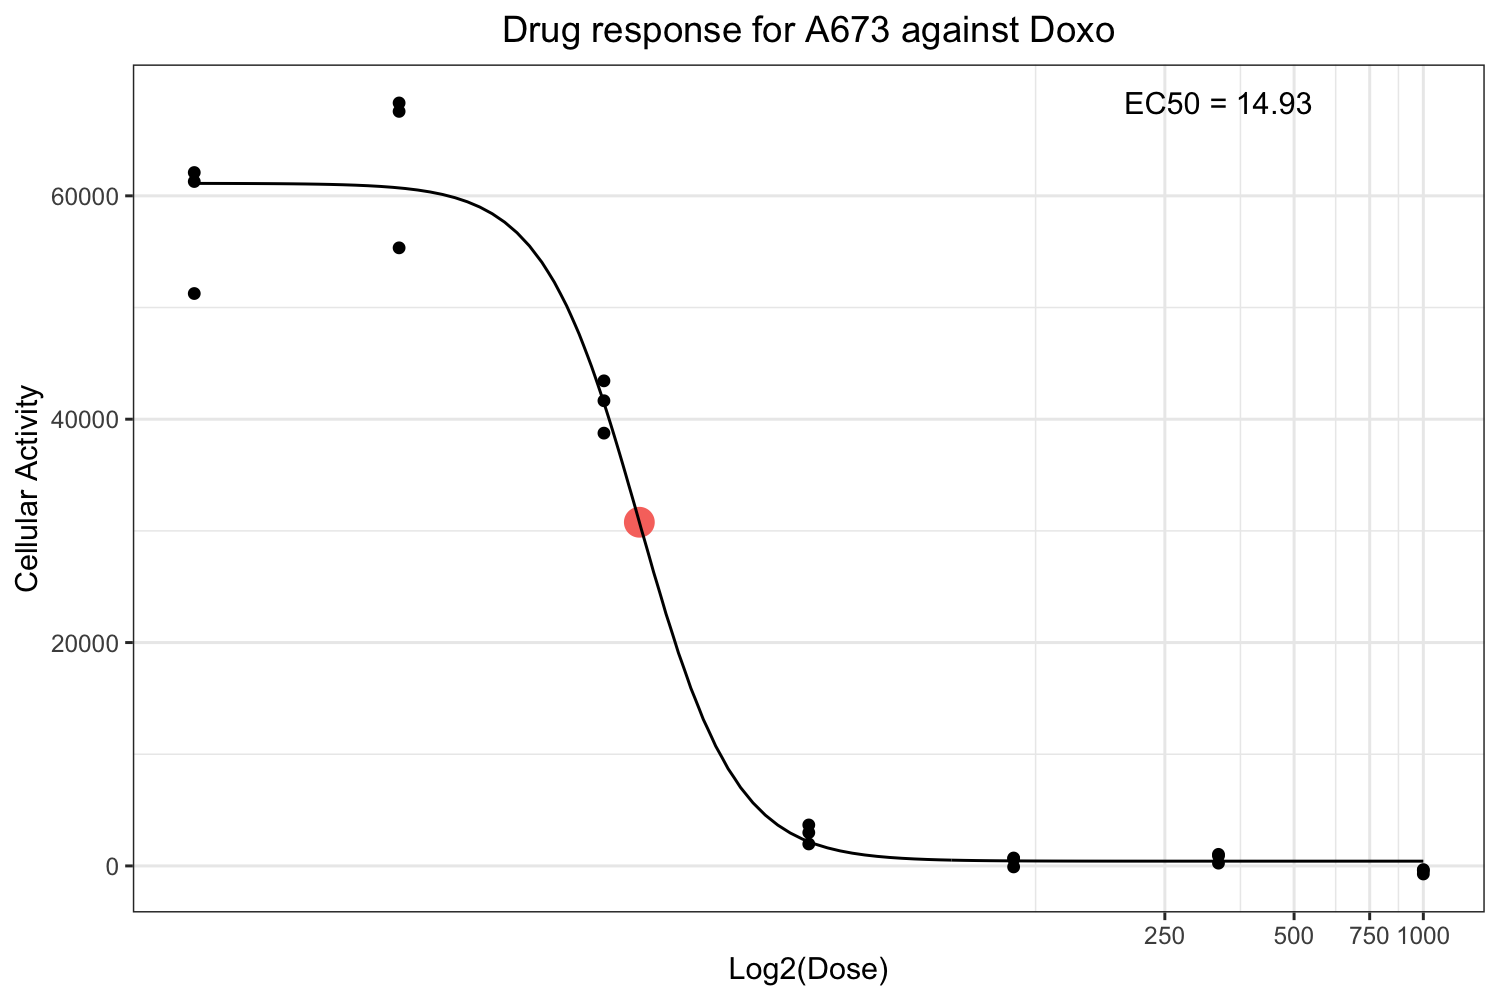 Drug response for A673 against Doxo
EC50 = 14.93
60000
40000
20000
0
Cellular Activity
250 500 750 1000
Log2(Dose)